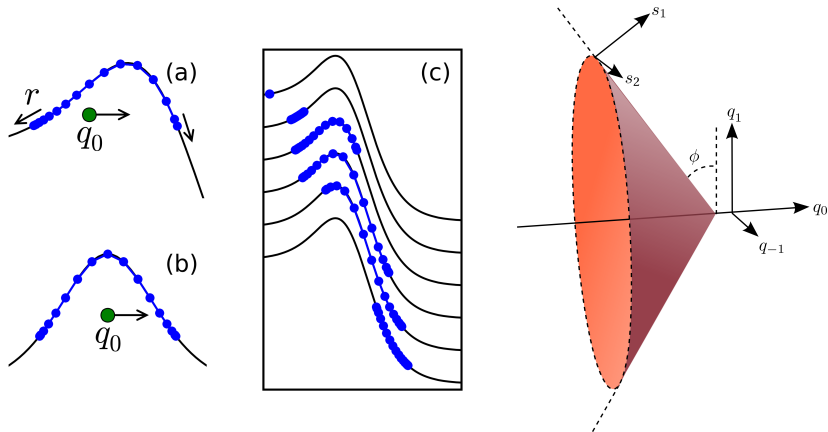 (a)
r
q₀
(b)
q₀
(c)
s₁
s₂
q₁
ϕ
q₀
q₋₁